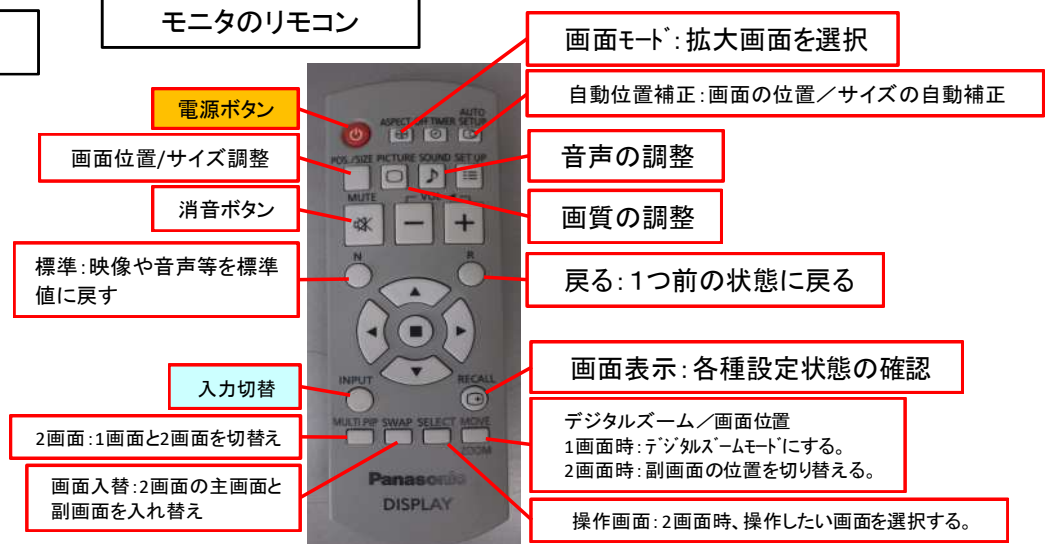 モニタのリモコン
画面ﾓｰﾄﾞ:拡大画面を選択
自動位置補正:画面の位置／サイズの自動補正
電源ボタン
画面位置/サイズ調整
音声の調整
消音ボタン
画質の調整
標準:映像や音声等を標準
値に戻す
戻る:１つ前の状態に戻る
画面表示:各種設定状態の確認
入力切替
2画面:1画面と2画面を切替え
デジタルズーム／画面位置
1画面時:ﾃﾞｼﾞﾀﾙｽﾞｰﾑﾓｰﾄﾞにする。
2画面時:副画面の位置を切り替える。
画面入替:2画面の主画面と
副画面を入れ替え
操作画面:2画面時、操作したい画面を選択する。
ASPECT OFF TIMER AUTO SETUP
POS./SIZE PICTURE SOUND SET UP
MUTE VOL
N R
INPUT RECALL
MULTI PIP SWAP SELECT MOVE
ZOOM
Panasonic
DISPLAY